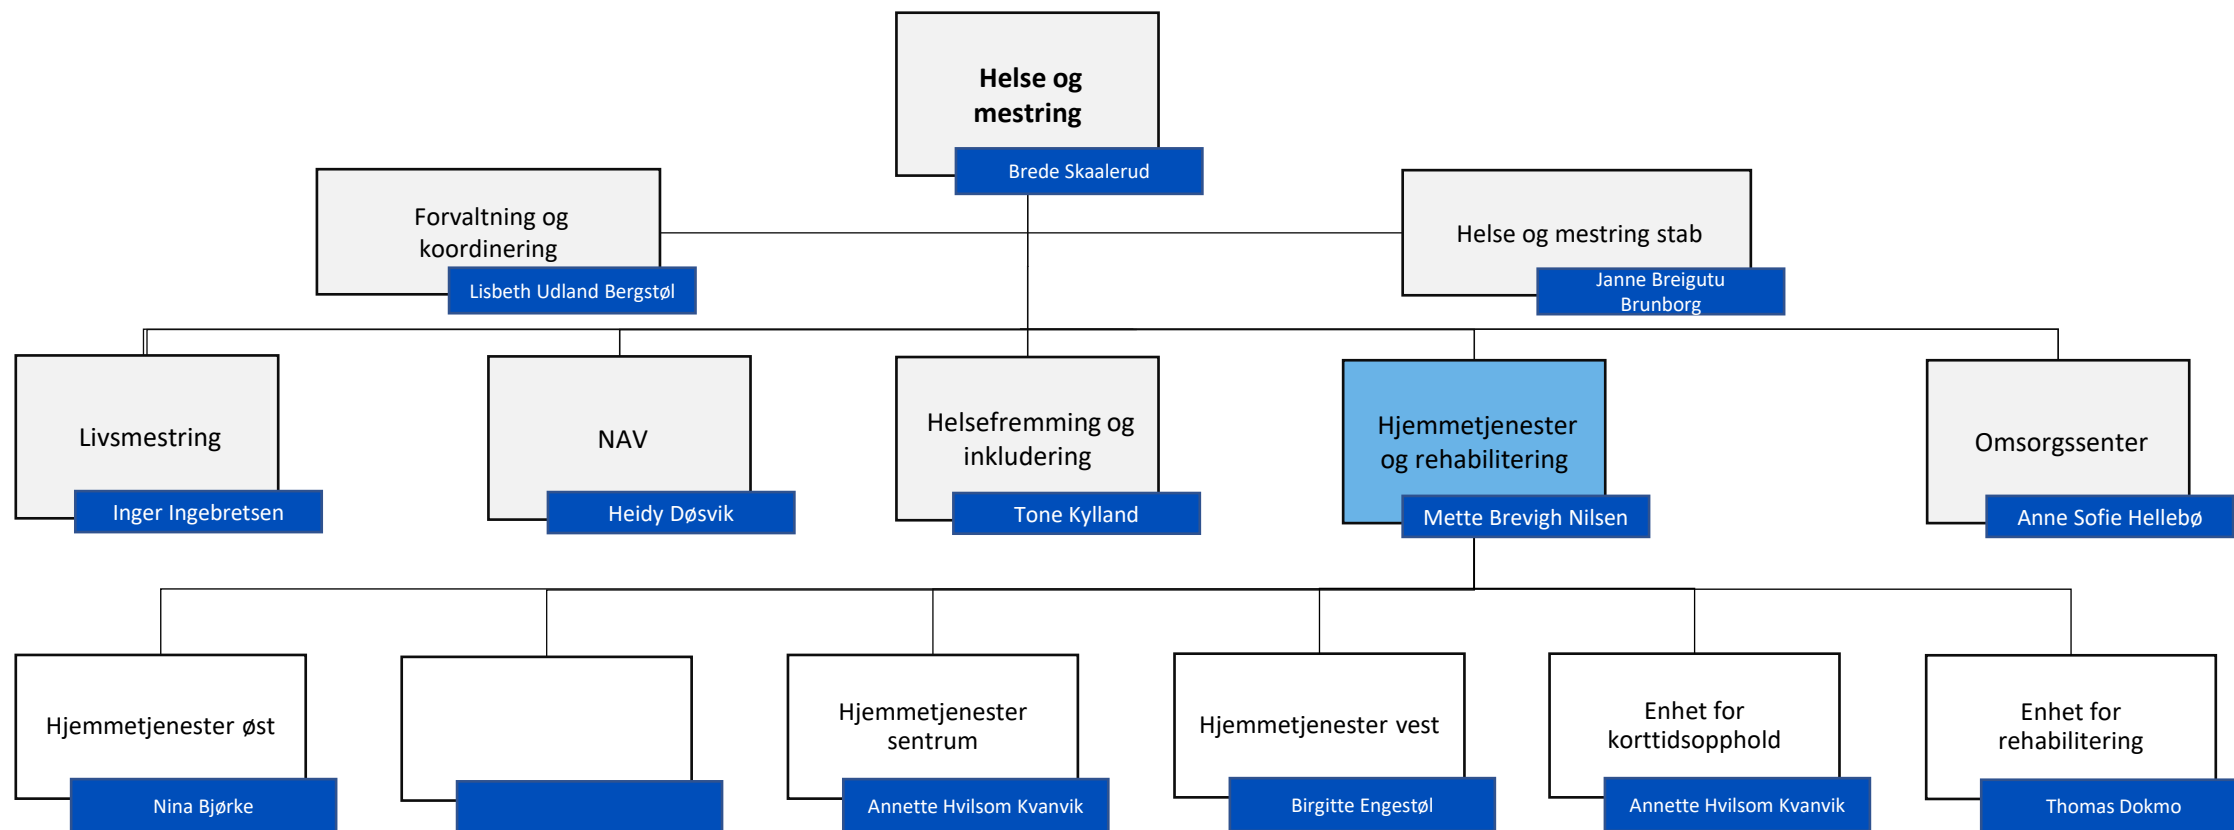 Helse og
mestring
Brede Skaalerud
Forvaltning og
koordinering
Lisbeth Udland Bergstøl
Helse og mestring stab
Janne Breigutu
Brunborg
Livsmestring
Inger Ingebretsen
NAV
Heidy Døsvik
Helsefremming og
inkludering
Tone Kylland
Hjemmetjenester
og rehabilitering
Mette Brevigh Nilsen
Omsorgssenter
Anne Sofie Hellebø
Hjemmetjenester øst
Nina Bjørke
Hjemmetjenester
sentrum
Annette Hvilsom Kvanvik
Hjemmetjenester vest
Birgitte Engestøl
Enhet for
korttidsopphold
Annette Hvilsom Kvanvik
Enhet for
rehabilitering
Thomas Dokmo